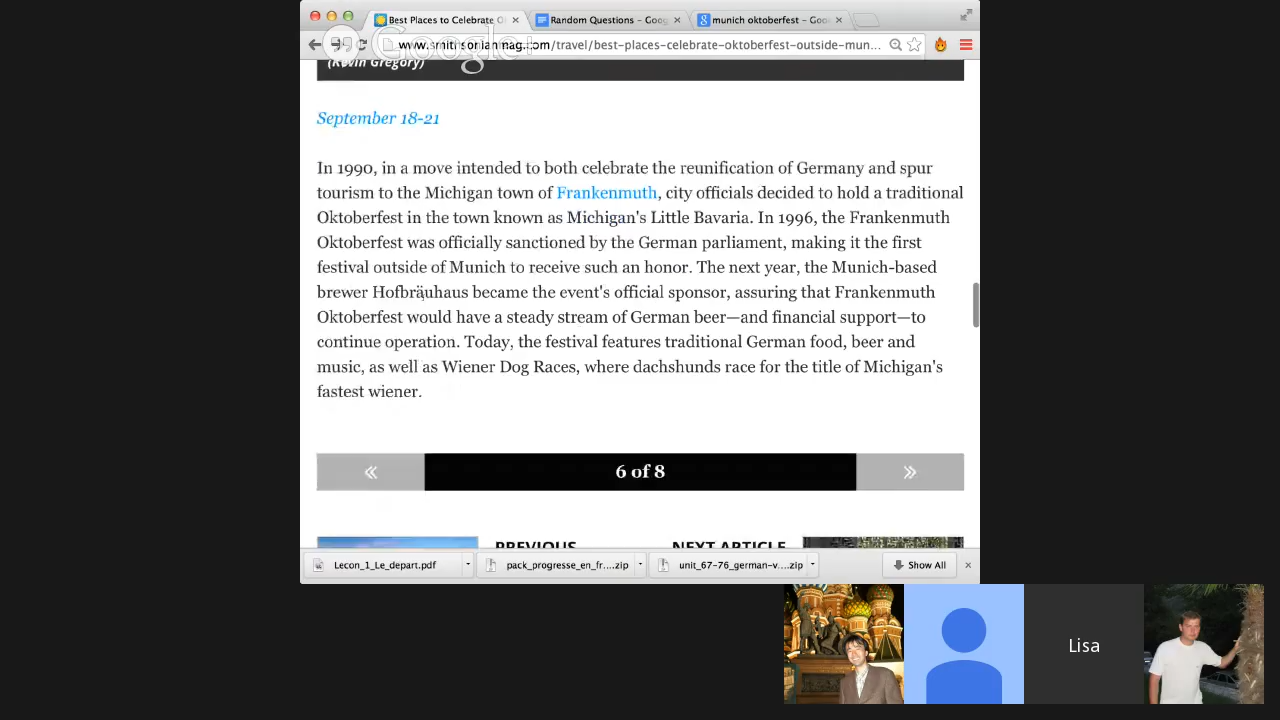 Best Places to Celebrate O
Random Questions - Goog
munich oktoberfest - Goo
www.smithsonianmag.com/travel/best-places-celebrate-oktoberfest-outside-mun...
Google+
(Kevin Gregory)
September 18-21
In 1990, in a move intended to both celebrate the reunification of Germany and spur
tourism to the Michigan town of Frankenmuth, city officials decided to hold a traditional
Oktoberfest in the town known as Michigan's Little Bavaria. In 1996, the Frankenmuth
Oktoberfest was officially sanctioned by the German parliament, making it the first
festival outside of Munich to receive such an honor. The next year, the Munich-based
brewer Hofbräuhaus became the event's official sponsor, assuring that Frankenmuth
Oktoberfest would have a steady stream of German beer—and financial support—to
continue operation. Today, the festival features traditional German food, beer and
music, as well as Wiener Dog Races, where dachshunds race for the title of Michigan's
fastest wiener.
« 6 of 8 »
PREVIOUS
NEXT ARTICLE
Lecon_1_Le_depart.pdf
pack_progresse_en_fr....zip
unit_67-76_german-v....zip
Show All
Lisa